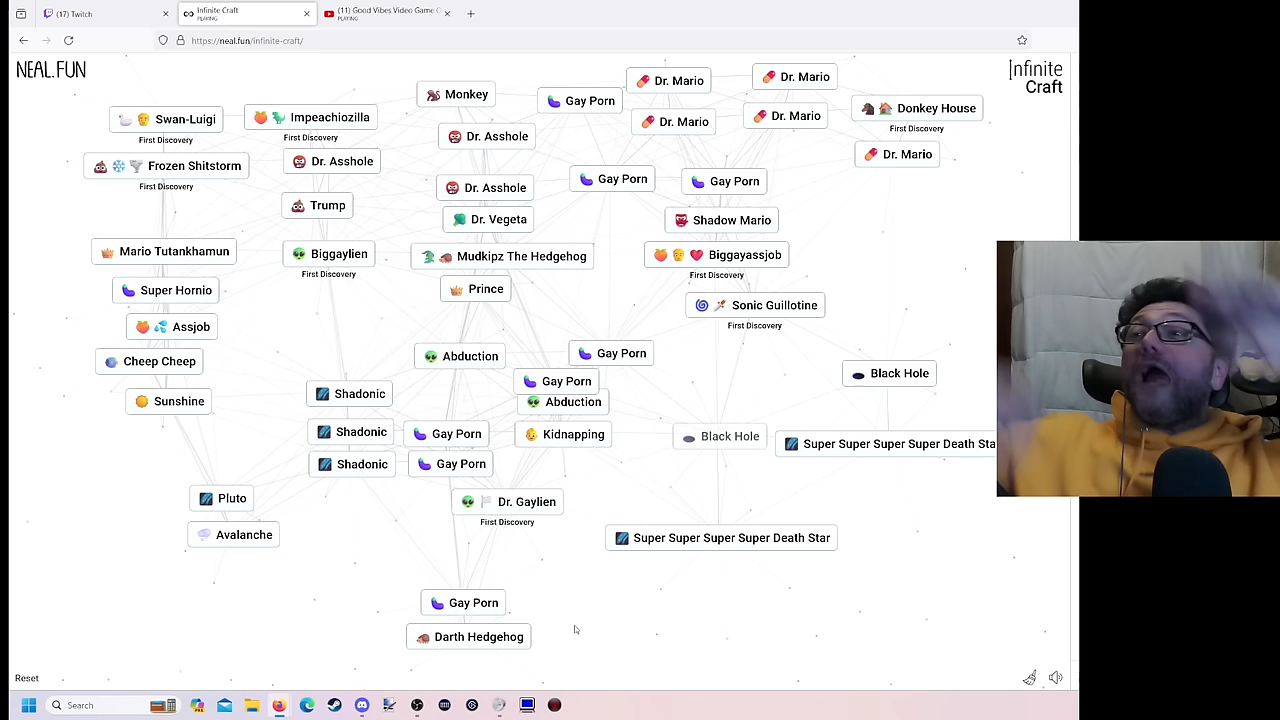 (17) Twitch
Infinite Craft
PLAYING
(11) Good Vibes Video Game C
PLAYING
https://neal.fun/infinite-craft/
NEAL.FUN
Infinite
Craft
Monkey
Gay Porn
Dr. Mario
Dr. Mario
Swan-Luigi
First Discovery
Impeachiozilla
First Discovery
Dr. Asshole
Dr. Mario
Dr. Mario
Donkey House
First Discovery
Frozen Shitstorm
First Discovery
Dr. Asshole
Dr. Mario
Dr. Asshole
Gay Porn
Gay Porn
Trump
Dr. Vegeta
Shadow Mario
Mario Tutankhamun
Biggaylien
First Discovery
Mudkipz The Hedgehog
Biggayassjob
First Discovery
Super Hornio
Prince
Sonic Guillotine
First Discovery
Assjob
Cheep Cheep
Abduction
Gay Porn
Black Hole
Gay Porn
Sunshine
Shadonic
Abduction
Shadonic
Gay Porn
Kidnapping
Black Hole
Super Super Super Super Death Sta
Shadonic
Gay Porn
Pluto
Dr. Gaylien
First Discovery
Avalanche
Super Super Super Super Death Star
Gay Porn
Darth Hedgehog
Reset
Search